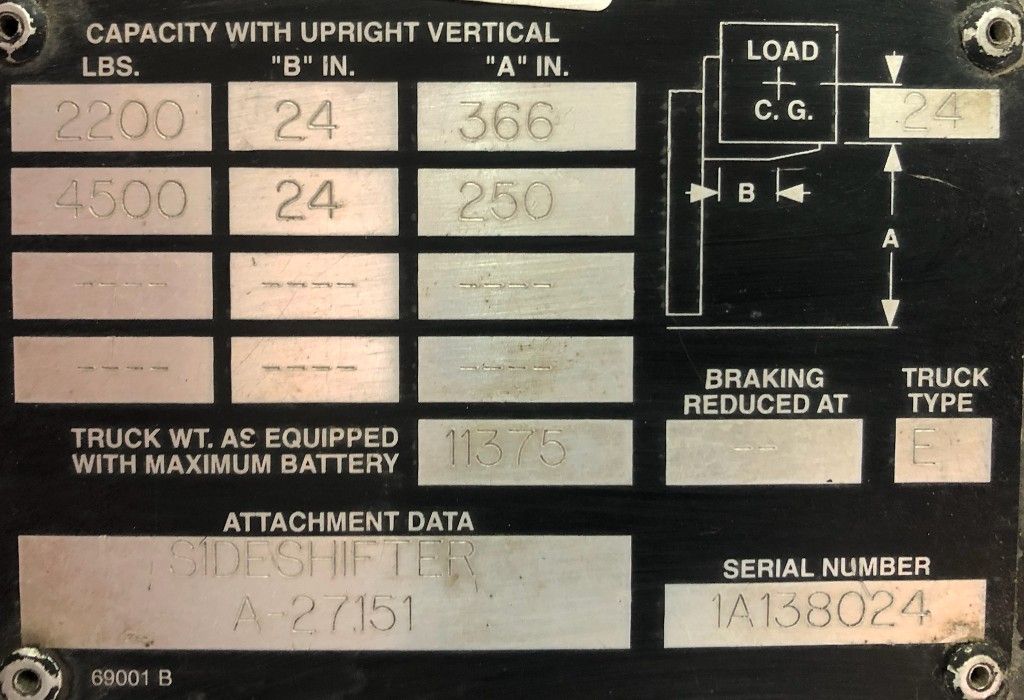 CAPACITY WITH UPRIGHT VERTICAL
LBS. "B" IN. "A" IN.
2200 24 366
4500 24 250
---- ---- ----
---- ---- ----
LOAD
C. G.
24
B
A
TRUCK WT. AS EQUIPPED
WITH MAXIMUM BATTERY
11375
BRAKING
REDUCED AT
--
TRUCK
TYPE
E
ATTACHMENT DATA
SIDESHIFTER
A-27151
SERIAL NUMBER
1A138024
69001 B